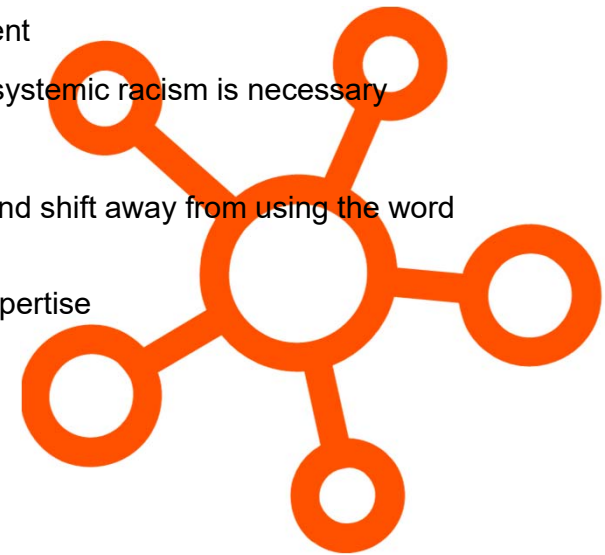 ent
systemic racism is necessary
nd shift away from using the word
pertise